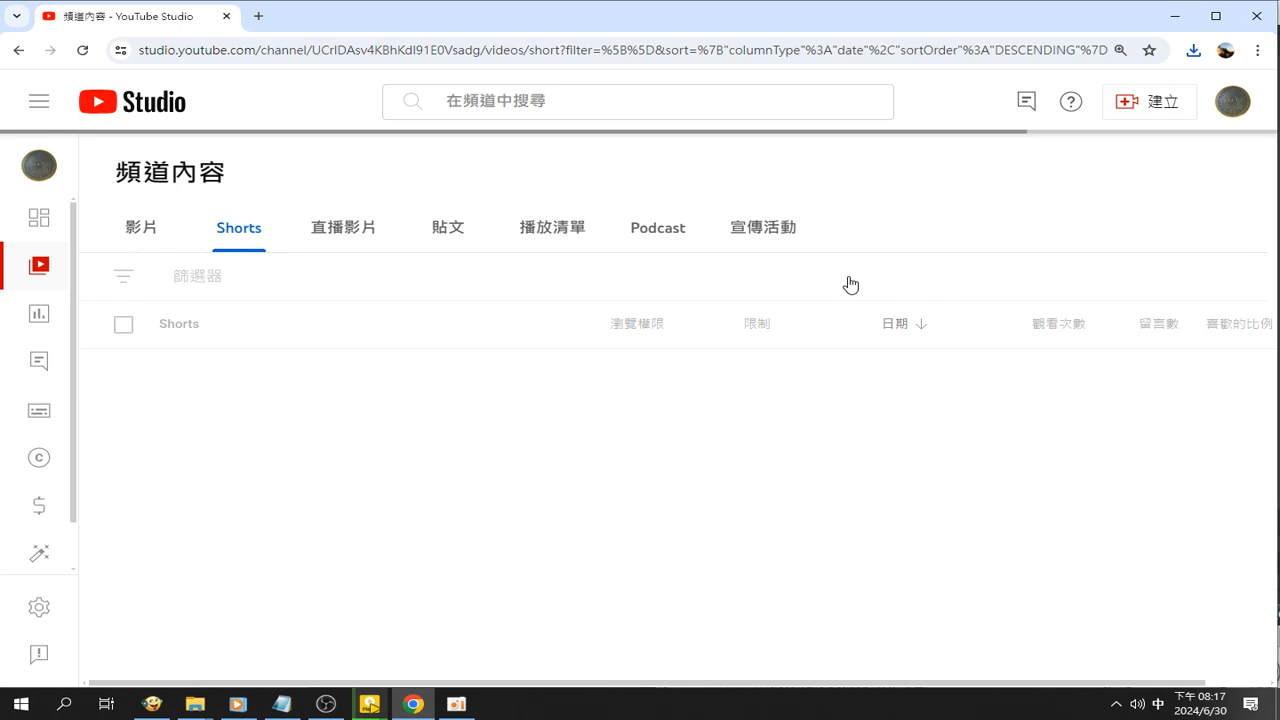 頻道內容 - YouTube Studio
studio.youtube.com/channel/UCrIDAsv4KBhKdI91E0Vsadg/videos/short?filter=%5B%5D&sort=%7B"columnType"%3A"date"%2C"sortOrder"%3A"DESCENDING"%7D
Studio
在頻道中搜尋
建立
頻道內容
影片 Shorts 直播影片 貼文 播放清單 Podcast 宣傳活動
篩選器
Shorts 瀏覽權限 限制 日期 觀看次數 留言數 喜歡的比例
中
下午 08:17
2024/6/30